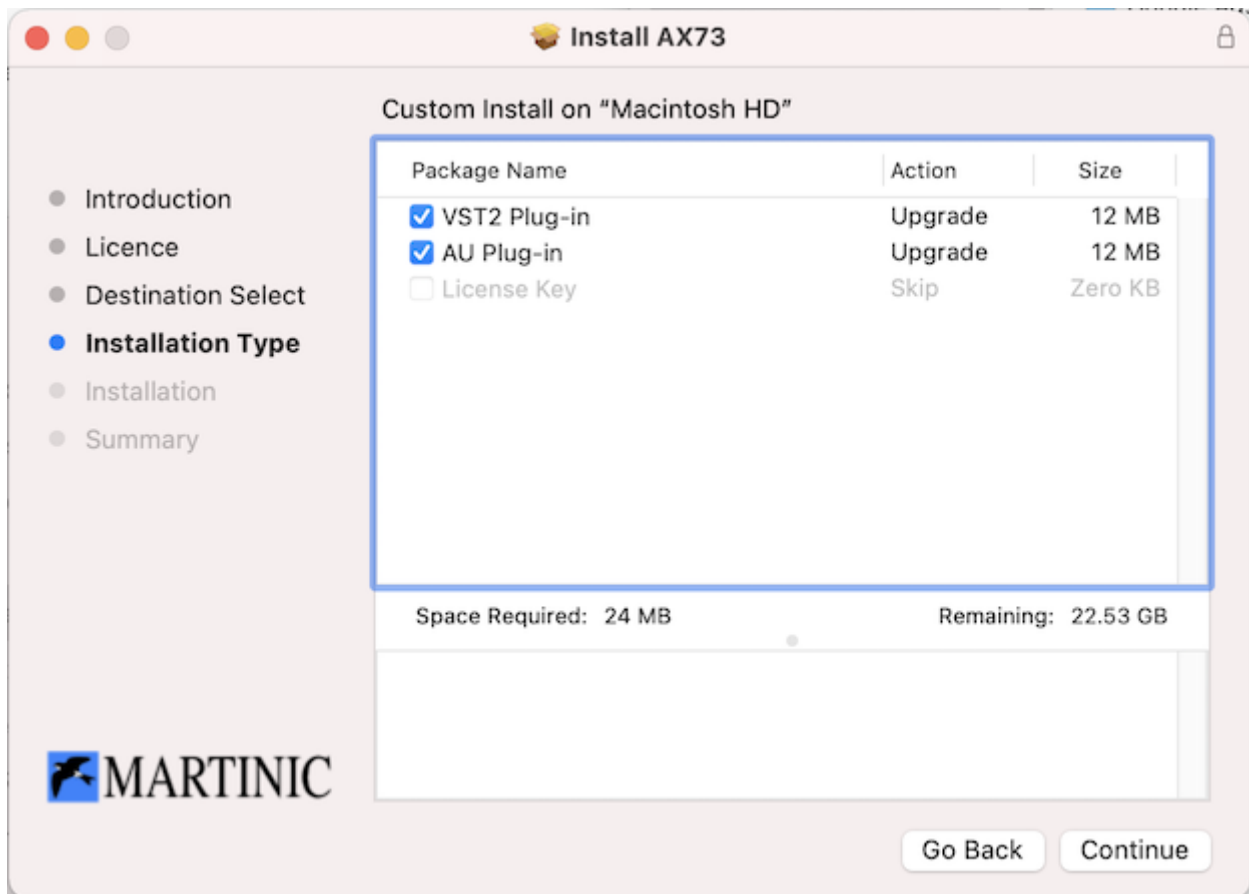 Install AX73
Custom Install on “Macintosh HD”
Introduction
Licence
Destination Select
Installation Type
Installation
Summary
Package Name Action Size
VST2 Plug-in Upgrade 12 MB
AU Plug-in Upgrade 12 MB
License Key Skip Zero KB
Space Required: 24 MB Remaining: 22.53 GB
MARTINIC
Go Back Continue